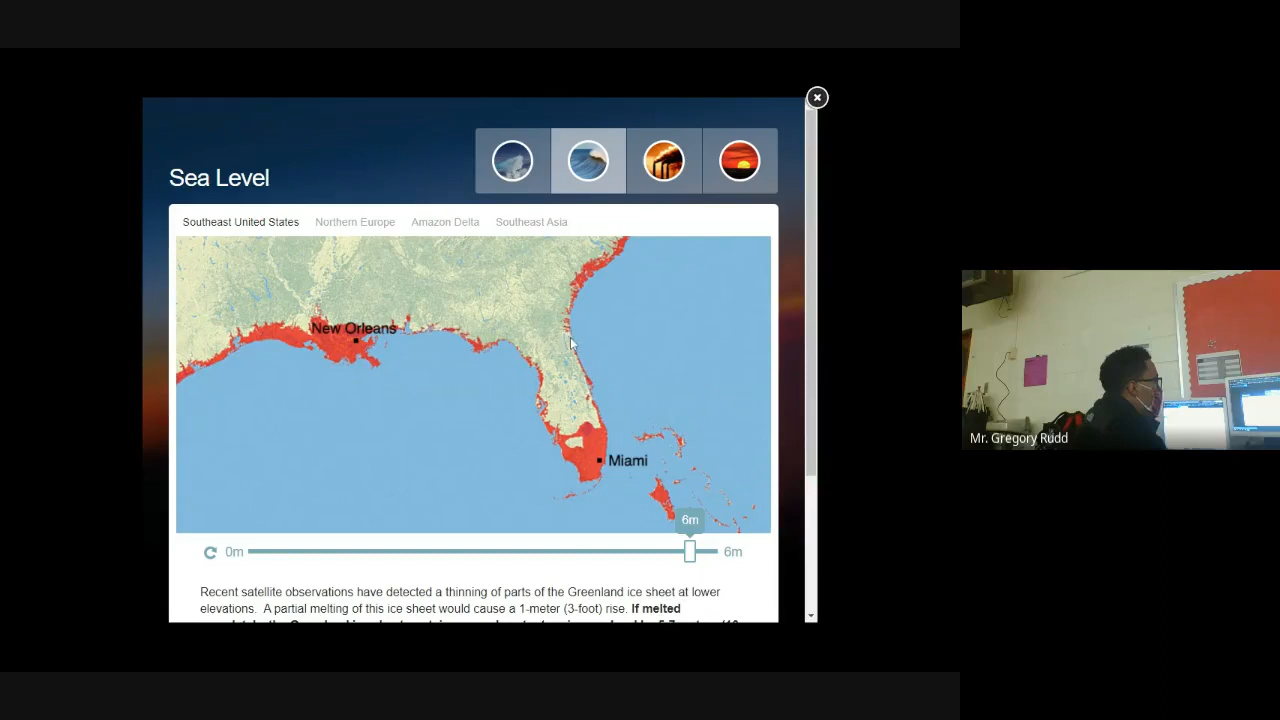 Sea Level
Southeast United States Northern Europe Amazon Delta Southeast Asia
New Orleans
Miami
6m
0m 6m
Recent satellite observations have detected a thinning of parts of the Greenland ice sheet at lower
elevations. A partial melting of this ice sheet would cause a 1-meter (3-foot) rise. If melted
Mr. Gregory Rudd